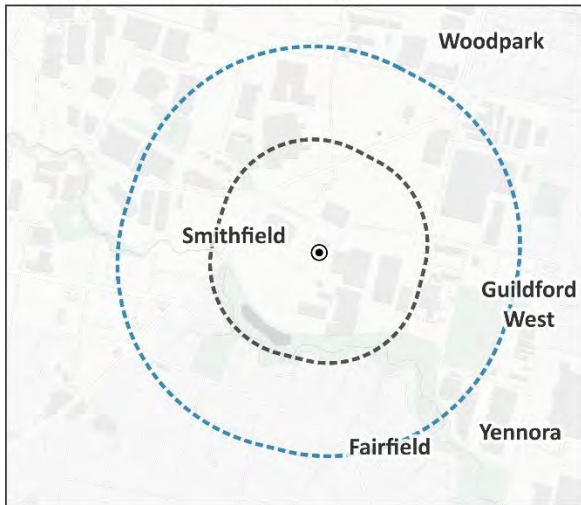 Woodpark
Smithfield
Guildford
West
Yennora
Fairfield